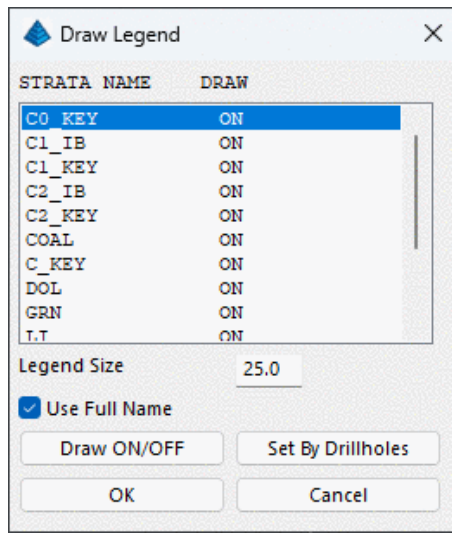 Draw Legend
STRATA NAME DRAW
C0_KEY ON
C1_IB ON
C1_KEY ON
C2_IB ON
C2_KEY ON
COAL ON
C_KEY ON
DOL ON
GRN ON
ON
Legend Size 25.0
Use Full Name
Draw ON/OFF Set By Drillholes
OK Cancel